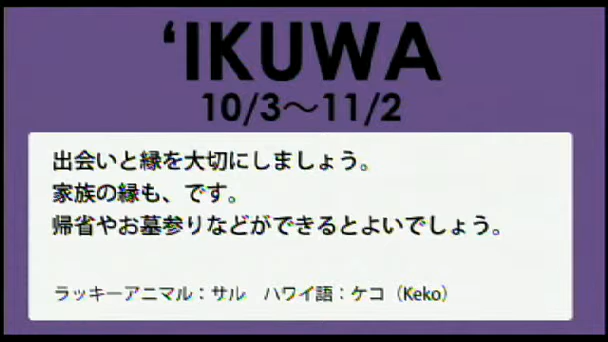 ‘IKUWA
10/3〜11/2
出会いと縁を大切にしましょう。
家族の縁も、です。
帰省やお墓参りなどができるとよいでしょう。
ラッキーアニマル：サル　ハワイ語：ケコ（Keko）